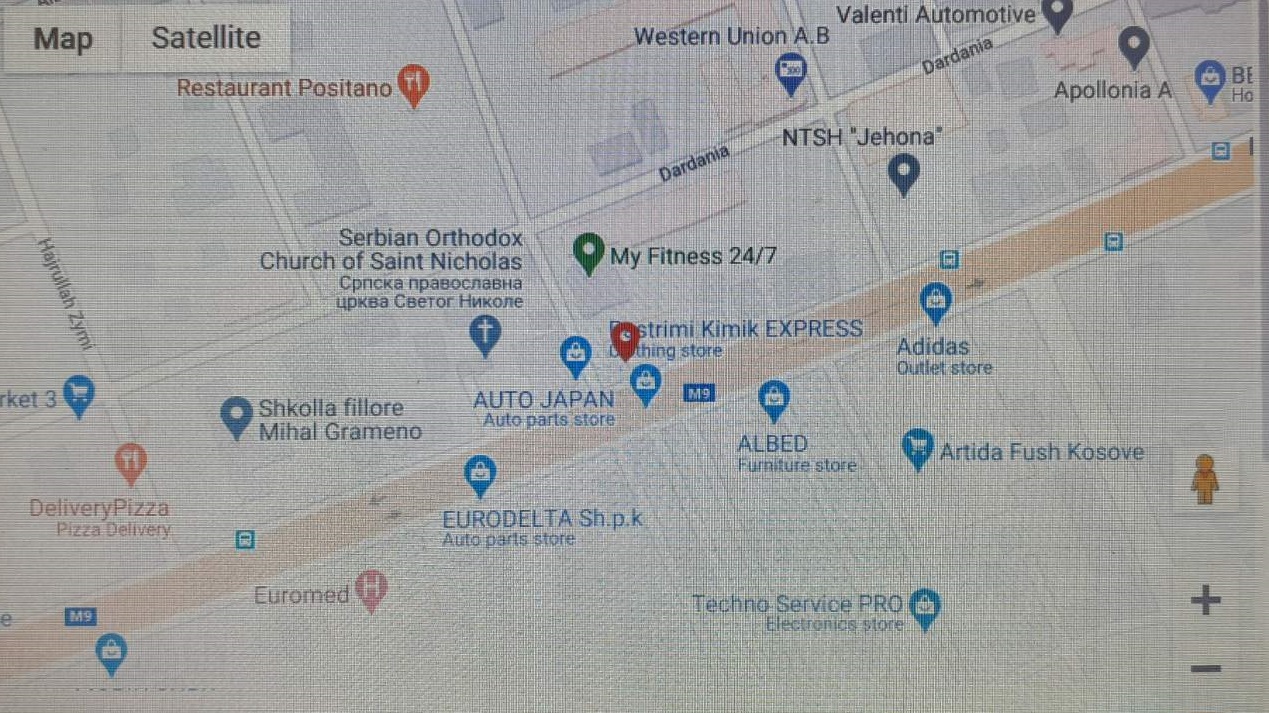 Map
Satellite
Valenti Automotive
Western Union A.B
Dardania
Restaurant Positano
Apollonia A
NTSH "Jehona"
Dardania
Serbian Orthodox
Church of Saint Nicholas
Српска православна
црква Светог Николе
My Fitness 24/7
Hajrullah Zymi
Kimik EXPRESS
store
Adidas
Outlet store
M9
AUTO JAPAN
Auto parts store
3
Shkolla fillore
Mihal Grameno
ALBED
Furniture store
Artida Fush Kosove
DeliveryPizza
Pizza Delivery
EURODELTA Sh.p.k
Auto parts store
Euromed
Techno Service PRO
Electronics store
M9